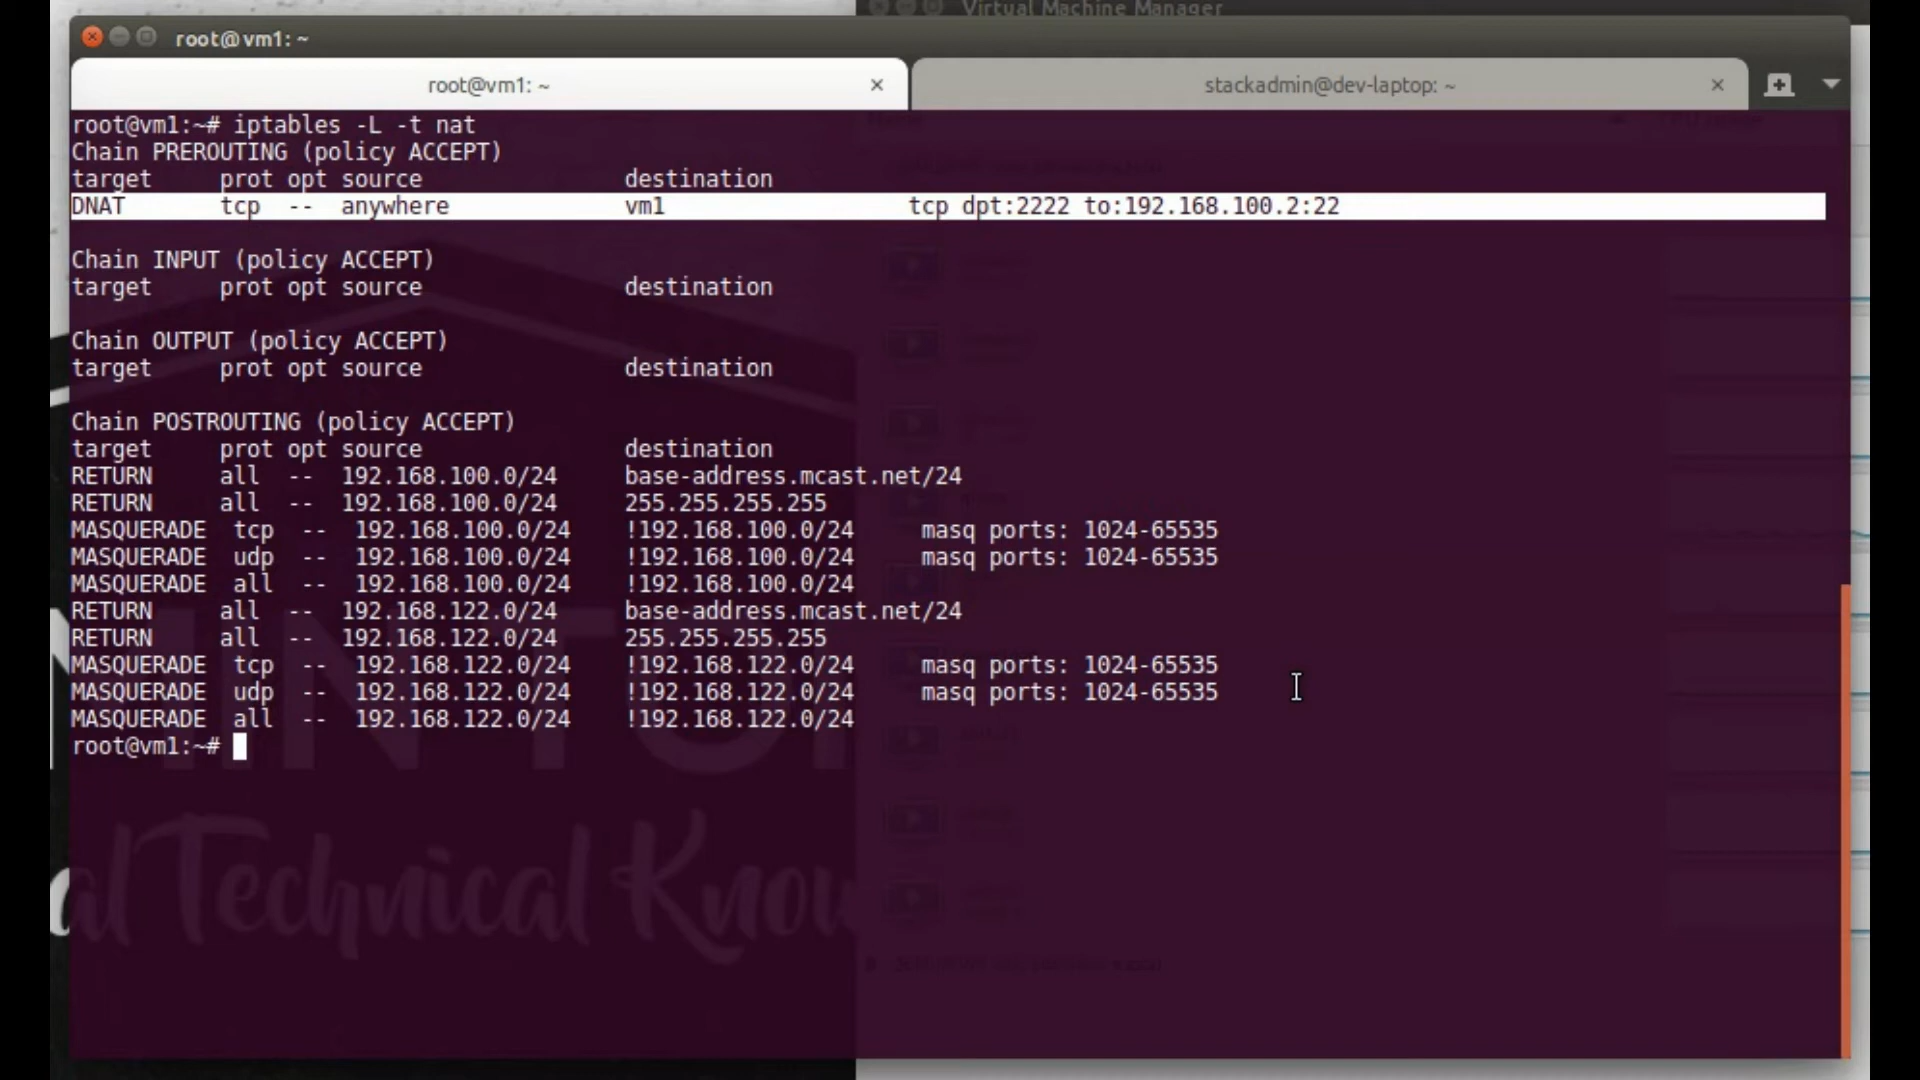 Virtual Machine Manager
root@vm1: ~
root@vm1: ~
stackadmin@dev-laptop: ~
root@vm1:~# iptables -L -t nat
Chain PREROUTING (policy ACCEPT)
target     prot opt source               destination
DNAT       tcp  --  anywhere             vm1                  tcp dpt:2222 to:192.168.100.2:22
Chain INPUT (policy ACCEPT)
target     prot opt source               destination
Chain OUTPUT (policy ACCEPT)
target     prot opt source               destination
Chain POSTROUTING (policy ACCEPT)
target     prot opt source               destination
RETURN     all  --  192.168.100.0/24     base-address.mcast.net/24
RETURN     all  --  192.168.100.0/24     255.255.255.255
MASQUERADE  tcp  --  192.168.100.0/24    !192.168.100.0/24     masq ports: 1024-65535
MASQUERADE  udp  --  192.168.100.0/24    !192.168.100.0/24     masq ports: 1024-65535
MASQUERADE  all  --  192.168.100.0/24    !192.168.100.0/24
RETURN     all  --  192.168.122.0/24     base-address.mcast.net/24
RETURN     all  --  192.168.122.0/24     255.255.255.255
MASQUERADE  tcp  --  192.168.122.0/24    !192.168.122.0/24     masq ports: 1024-65535
MASQUERADE  udp  --  192.168.122.0/24    !192.168.122.0/24     masq ports: 1024-65535
MASQUERADE  all  --  192.168.122.0/24    !192.168.122.0/24
root@vm1:~#
al Technical Know